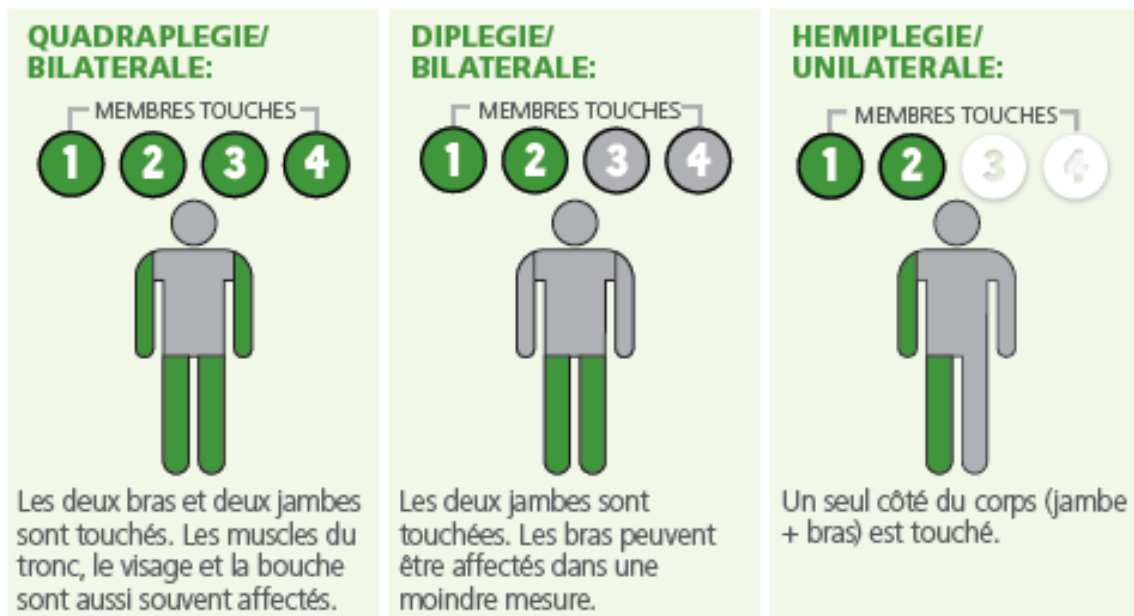 QUADRAPLEGIE/
BILATERALE:
MEMBRES TOUCHES
1 2 3 4
Les deux bras et deux jambes
sont touchés. Les muscles du
tronc, le visage et la bouche
sont aussi souvent affectés.
DIPLEGIE/
BILATERALE:
MEMBRES TOUCHES
1 2 3 4
Les deux jambes sont
touchées. Les bras peuvent
être affectés dans une
moindre mesure.
HEMIPLEGIE/
UNILATERALE:
MEMBRES TOUCHES
1 2 3 4
Un seul côté du corps (jambe
+ bras) est touché.